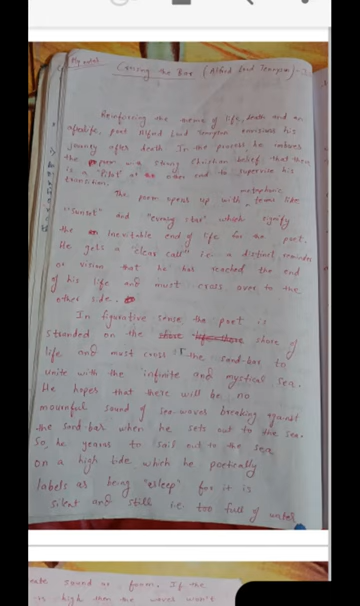 My notes
Crossing the Bar (Alfred Lord Tennyson)
Reinforcing the theme of life, death and an
afterlife, poet Alfred Lord Tennyson envisions his
journey after death. In the process, he imbues
the poem with a strong Christian belief that there
is a "Pilot" at the end to supervise his
transition.
The poem opens up with metaphoric terms like
"sunset" and "evening star" which signify
the inevitable end of life for the poet.
He gets a "clear call" i.e. a distinct reminder
or vision that he has reached the end
of his life and must cross over to the
other side.
In figurative sense the poet is
stranded on the shore of
life and must cross the sand-bar to
unite with the infinite and mystical sea.
He hopes that there will be no
mournful sound of sea-waves breaking against
the sand-bar when he sets out to the sea.
So, he yearns to sail out to the sea
on a high tide which he poetically
labels as being "asleep" for it is
silent and still i.e. too full of water
sound or foam. If the
is high then the waves won't